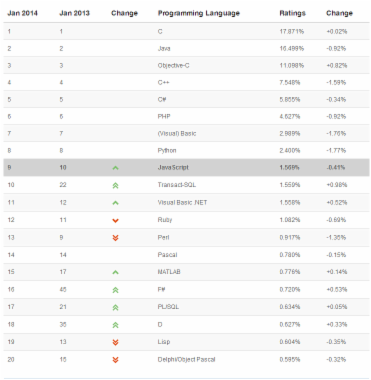 Jan 2014 Jan 2013 Change Programming Language Ratings Change
1 1 C 17.871% +0.02%
2 2 Java 16.499% -0.92%
3 3 Objective-C 11.098% +0.82%
4 4 C++ 7.548% -1.59%
5 5 C# 5.855% -0.34%
6 6 PHP 4.627% -0.92%
7 7 (Visual) Basic 2.989% -1.76%
8 8 Python 2.400% -1.77%
9 10 JavaScript 1.569% -0.41%
10 22 Transact-SQL 1.559% +0.98%
11 12 Visual Basic .NET 1.558% +0.52%
12 11 Ruby 1.082% -0.69%
13 9 Perl 0.917% -1.35%
14 14 Pascal 0.780% -0.15%
15 17 MATLAB 0.776% +0.14%
16 45 F# 0.720% +0.53%
17 21 PL/SQL 0.634% +0.05%
18 35 D 0.627% +0.33%
19 13 Lisp 0.604% -0.35%
20 15 Delphi/Object Pascal 0.595% -0.32%